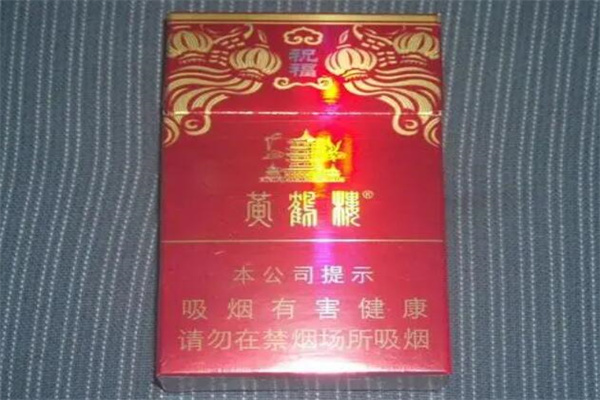 祝
福
黄鹤楼®
本公司提示
吸烟有害健康
请勿在禁烟场所吸烟